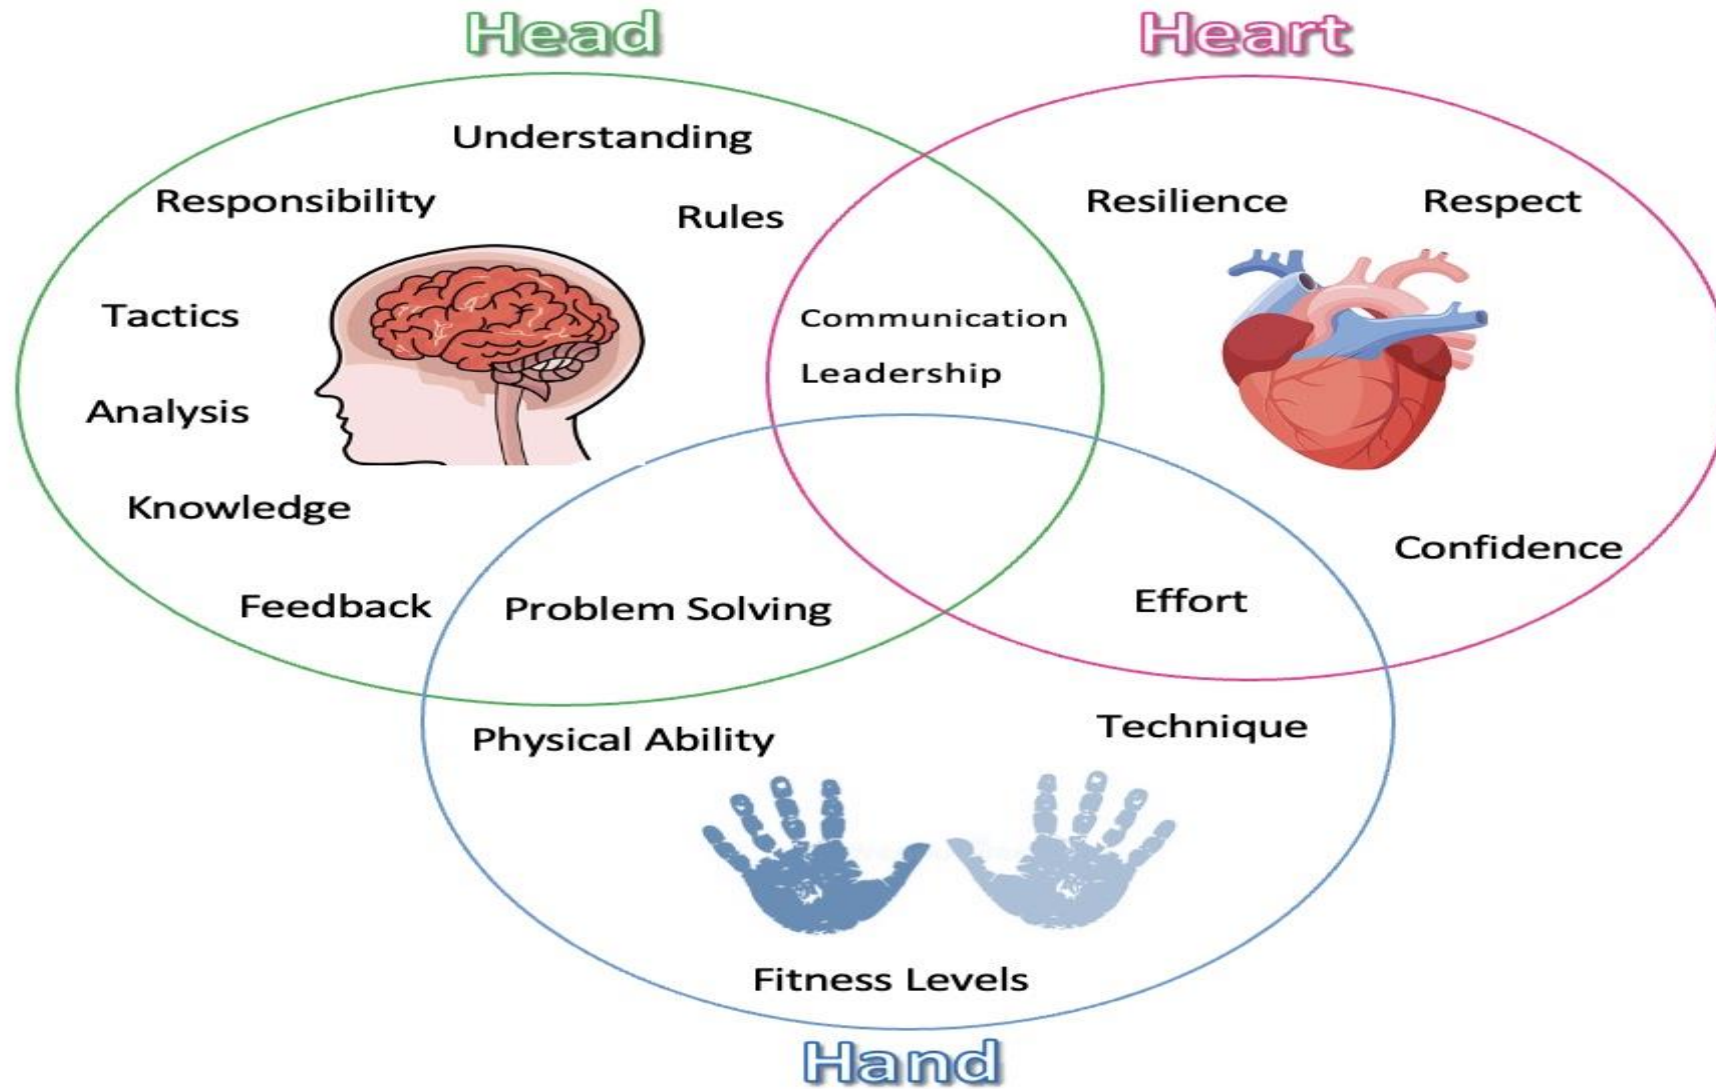 Head
Heart
Understanding
Responsibility
Rules
Resilience
Respect
Tactics
Communication
Leadership
Analysis
Knowledge
Confidence
Feedback
Problem Solving
Effort
Physical Ability
Technique
Fitness Levels
Hand